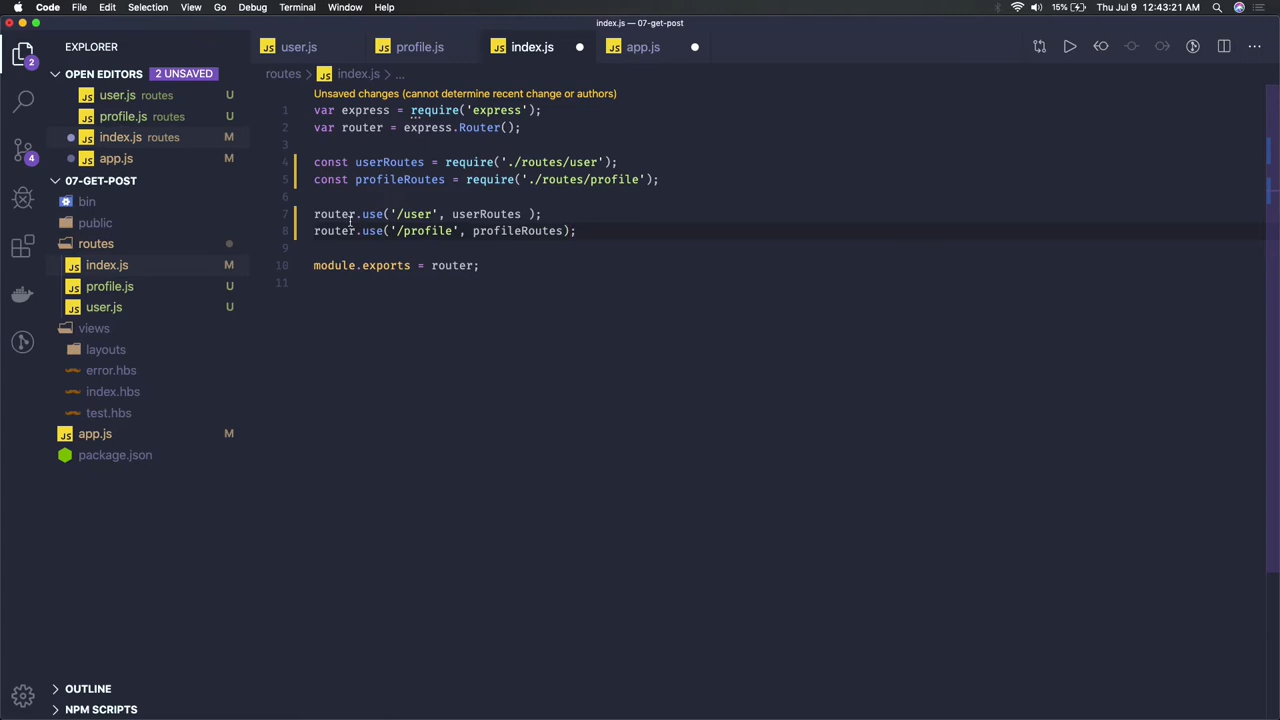 Code File Edit Selection View Go Debug Terminal Window Help 15% Thu Jul 9 12:43:21 AM
index.js — 07-get-post
2
EXPLORER
user.js profile.js index.js app.js
OPEN EDITORS 2 UNSAVED
routes > index.js > ...
user.js routes U
profile.js routes U
index.js routes M
app.js M
4
07-GET-POST
bin
public
routes
index.js M
profile.js U
user.js U
views
layouts
error.hbs
index.hbs
test.hbs
app.js M
package.json
Unsaved changes (cannot determine recent change or authors)
1 var express = require('express');
2 var router = express.Router();
3
4 const userRoutes = require('./routes/user');
5 const profileRoutes = require('./routes/profile');
6
7 router.use('/user', userRoutes );
8 router.use('/profile', profileRoutes);
9
10 module.exports = router;
11
OUTLINE
NPM SCRIPTS